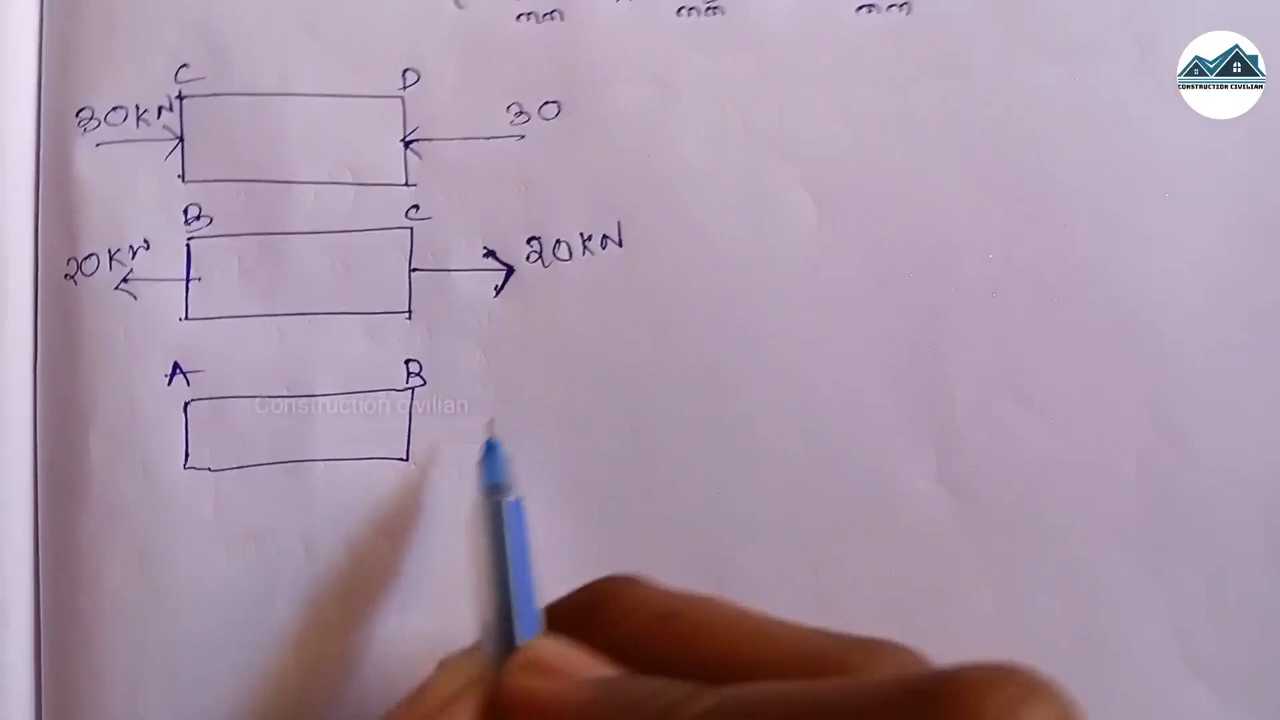 CONSTRUCTION CIVILIAN
C D
30KN 30
B C
20KN 20KN
A B
Construction civilian